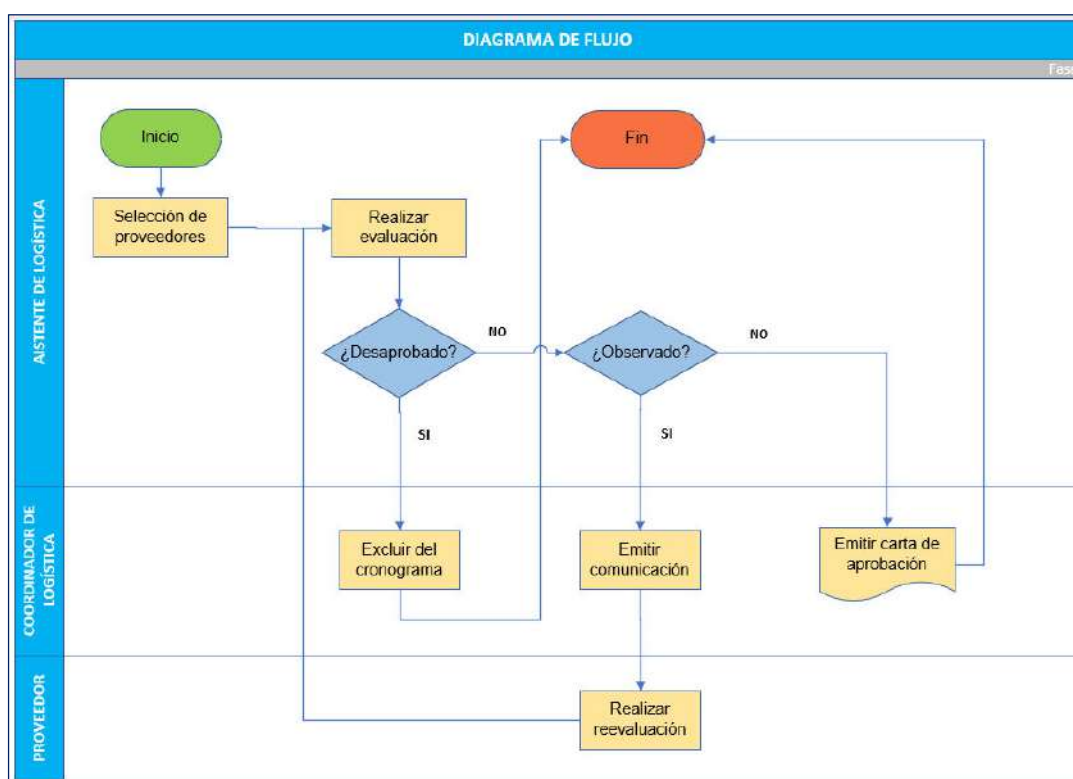 DIAGRAMA DE FLUJO
Fase
AISTENTE DE LOGÍSTICA
Inicio
Fin
Selección de
proveedores
Realizar
evaluación
¿Desaprobado?
NO
¿Observado?
NO
SI
SI
COORDINADOR DE
LOGÍSTICA
Excluir del
cronograma
Emitir
comunicación
Emitir carta de
aprobación
PROVEEDOR
Realizar
reevaluación